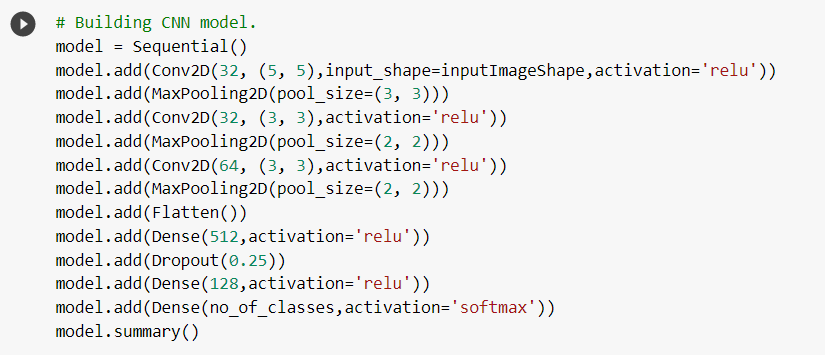 # Building CNN model.
model = Sequential()
model.add(Conv2D(32, (5, 5),input_shape=inputImageShape,activation='relu'))
model.add(MaxPooling2D(pool_size=(3, 3)))
model.add(Conv2D(32, (3, 3),activation='relu'))
model.add(MaxPooling2D(pool_size=(2, 2)))
model.add(Conv2D(64, (3, 3),activation='relu'))
model.add(MaxPooling2D(pool_size=(2, 2)))
model.add(Flatten())
model.add(Dense(512,activation='relu'))
model.add(Dropout(0.25))
model.add(Dense(128,activation='relu'))
model.add(Dense(no_of_classes,activation='softmax'))
model.summary()